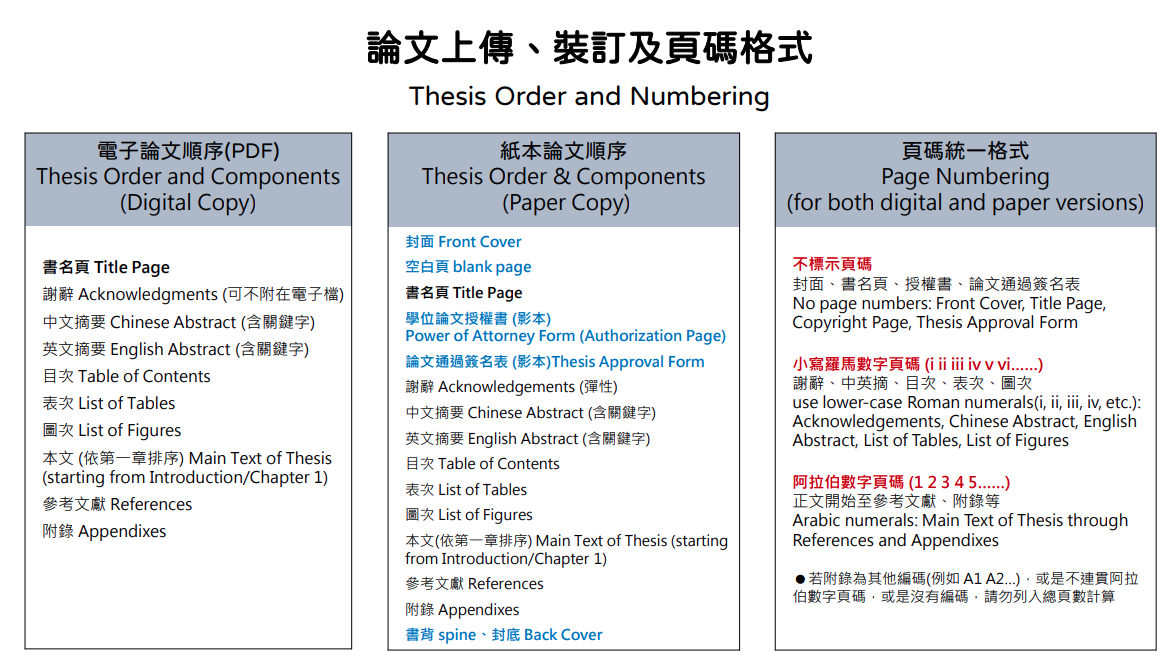 論文上傳、裝訂及頁碼格式
Thesis Order and Numbering
電子論文順序(PDF)
Thesis Order and Components
(Digital Copy)
書名頁 Title Page
謝辭 Acknowledgments (可不附在電子檔)
中文摘要 Chinese Abstract (含關鍵字)
英文摘要 English Abstract (含關鍵字)
目次 Table of Contents
表次 List of Tables
圖次 List of Figures
本文 (依第一章排序) Main Text of Thesis
(starting from Introduction/Chapter 1)
參考文獻 References
附錄 Appendixes
紙本論文順序
Thesis Order & Components
(Paper Copy)
封面 Front Cover
空白頁 blank page
書名頁 Title Page
學位論文授權書 (影本)
Power of Attorney Form (Authorization Page)
論文通過簽名表 (影本)Thesis Approval Form
謝辭 Acknowledgements (彈性)
中文摘要 Chinese Abstract (含關鍵字)
英文摘要 English Abstract (含關鍵字)
目次 Table of Contents
表次 List of Tables
圖次 List of Figures
本文(依第一章排序) Main Text of Thesis (starting
from Introduction/Chapter 1)
參考文獻 References
附錄 Appendixes
書背 spine、封底 Back Cover
頁碼統一格式
Page Numbering
(for both digital and paper versions)
不標示頁碼
封面、書名頁、授權書、論文通過簽名表
No page numbers: Front Cover, Title Page,
Copyright Page, Thesis Approval Form
小寫羅馬數字頁碼 (i ii iii iv v vi......)
謝辭、中英摘、目次、表次、圖次
use lower-case Roman numerals(i, ii, iii, iv, etc.):
Acknowledgements, Chinese Abstract, English
Abstract, List of Tables, List of Figures
阿拉伯數字頁碼 (1 2 3 4 5......)
正文開始至參考文獻、附錄等
Arabic numerals: Main Text of Thesis through
References and Appendixes
●若附錄為其他編碼(例如 A1 A2...)，或是不連貫阿拉
伯數字頁碼，或是沒有編碼，請勿列入總頁數計算